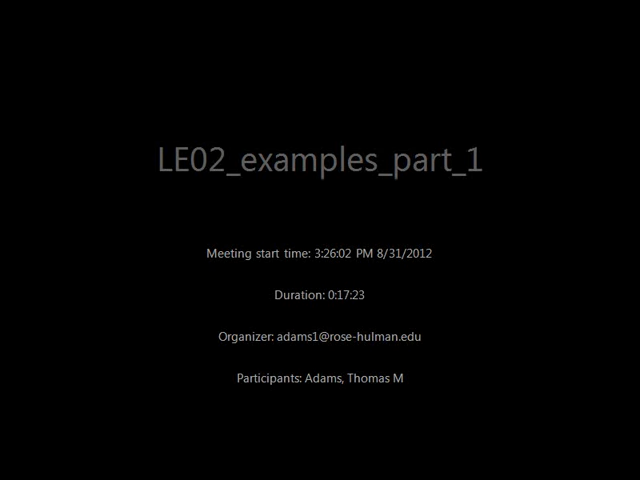 LE02_examples_part_1
Meeting start time: 3:26:02 PM 8/31/2012
Duration: 0:17:23
Organizer: adams1@rose-hulman.edu
Participants: Adams, Thomas M